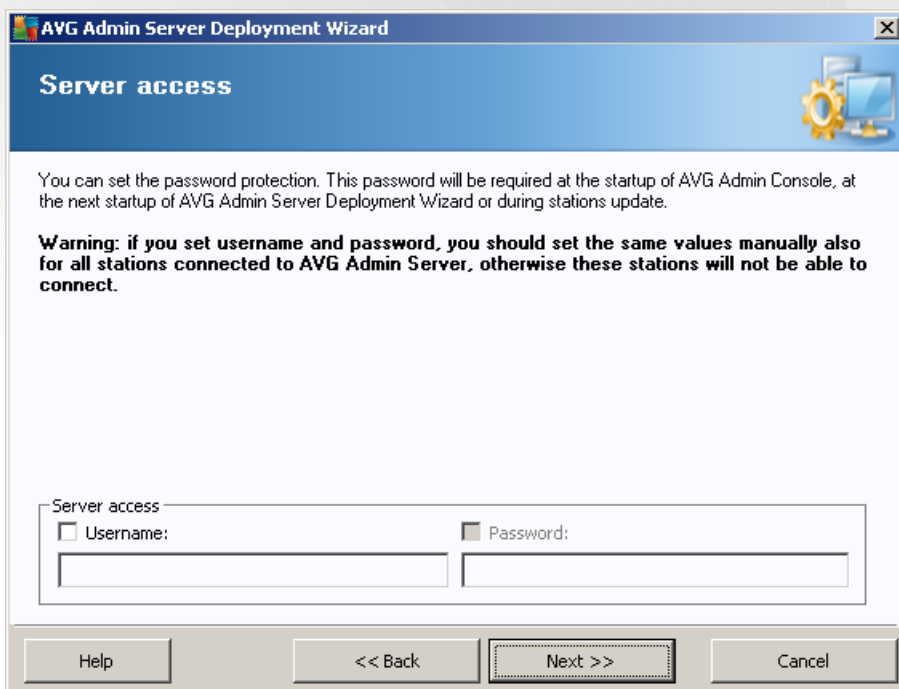 AVG Admin Server Deployment Wizard
Server access
You can set the password protection. This password will be required at the startup of AVG Admin Console, at
the next startup of AVG Admin Server Deployment Wizard or during stations update.
Warning: if you set username and password, you should set the same values manually also
for all stations connected to AVG Admin Server, otherwise these stations will not be able to
connect.
Server access
Username:
Password:
Help
<< Back
Next >>
Cancel